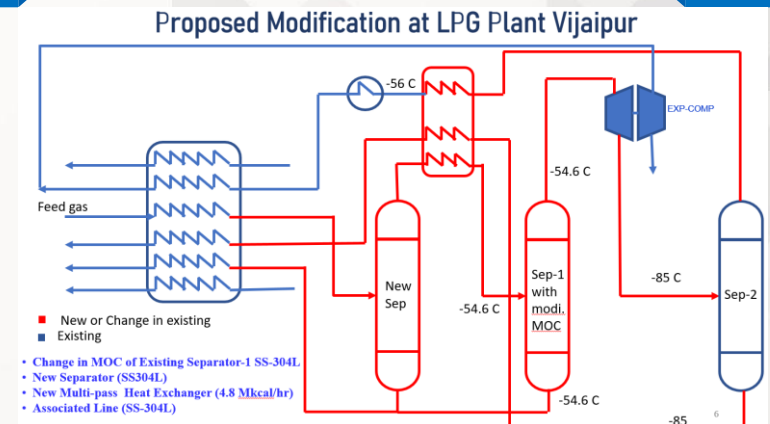 Proposed Modification at LPG Plant Vijaipur
-56 C
EXP-COMP
-54.6 C
Feed gas
-85 C
New
Sep
-54.6 C
Sep-1
with
modi.
MOC
Sep-2
New or Change in existing
Existing
• Change in MOC of Existing Separator-1 SS-304L
• New Separator (SS304L)
• New Multi-pass Heat Exchanger (4.8 Mkcal/hr)
• Associated Line (SS-304L)
-54.6 C
-85
6